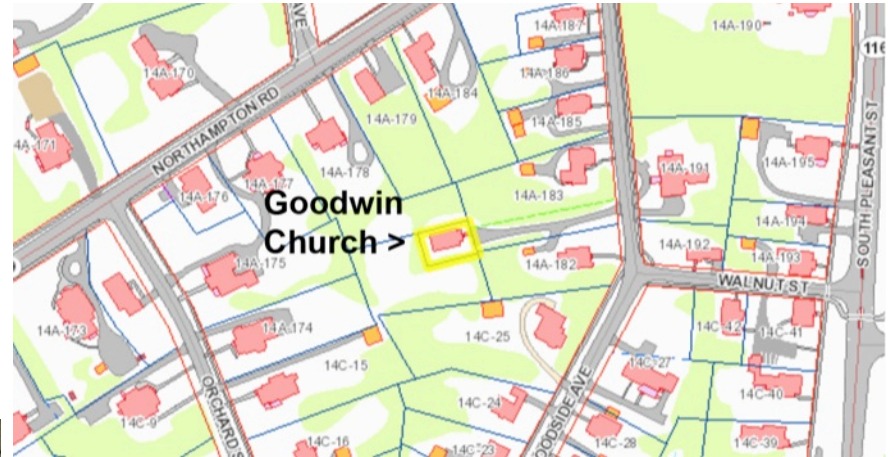 AVE
14A-187
14A-190
116
14A-170
14A-186
14A-184
NORTHAMPTON RD
14A-179
14A-185
4A-171
14A-195
14A-178
14A-191
SOUTH PLEASANT ST
14A-177
14A-176
14A-183
Goodwin
Church >
14A-194
14A-192
14A-193
14A-175
14A-182
WALNUT ST
14A-173
14A-174
14C-25
14C-42
14C-41
14C-15
14C-27
ORCHARD S
OODSIDE AVE
14C-40
14C-24
14C-9
14C-16
14C-23
14C-28
14C-39